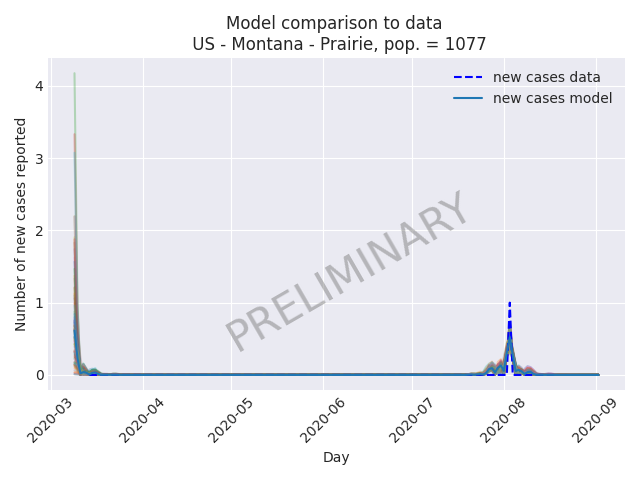 Model comparison to data
US - Montana - Prairie, pop. = 1077
new cases data
new cases model
Number of new cases reported
4
3
2
1
0
PRELIMINARY
2020-03
2020-04
2020-05
2020-06
2020-07
2020-08
2020-09
Day